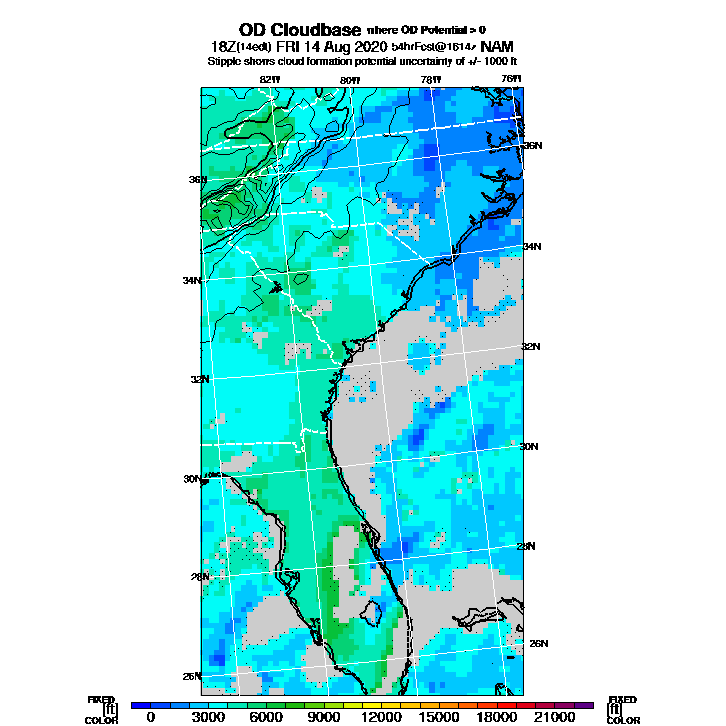 OD Cloudbase where OD Potential > 0
18Z(14edt) FRI 14 Aug 2020 54hrFcst@1614z NAM
Stipple shows cloud formation potential uncertainty of +/- 1000 ft
82W 80W 78W 76W
36N 36N
34N 34N
32N 32N
30N 30N
28N 28N
26N 26N
FIXED FIXED
[ft] [ft]
COLOR 0 3000 6000 9000 12000 15000 18000 21000 COLOR